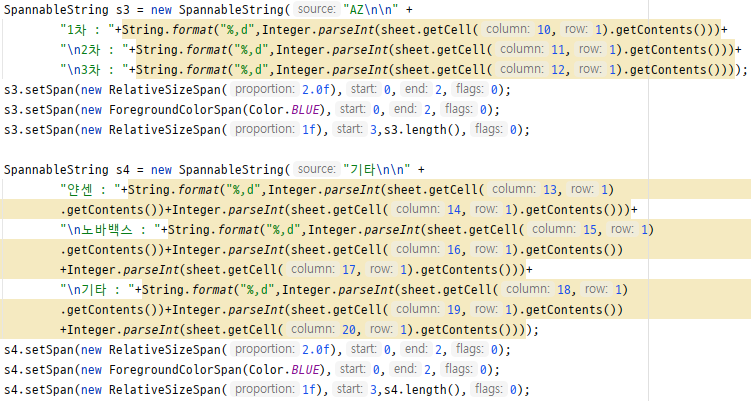 SpannableString s3 = new SpannableString( source: "AZ\n\n" +
"1차 : "+String.format("%,d",Integer.parseInt(sheet.getCell( column: 10, row: 1).getContents()))+
"\n2차 : "+String.format("%,d",Integer.parseInt(sheet.getCell( column: 11, row: 1).getContents()))+
"\n3차 : "+String.format("%,d",Integer.parseInt(sheet.getCell( column: 12, row: 1).getContents())));
s3.setSpan(new RelativeSizeSpan( proportion: 2.0f), start: 0, end: 2, flags: 0);
s3.setSpan(new ForegroundColorSpan(Color.BLUE), start: 0, end: 2, flags: 0);
s3.setSpan(new RelativeSizeSpan( proportion: 1f), start: 3,s3.length(), flags: 0);
SpannableString s4 = new SpannableString( source: "기타\n\n" +
"얀센 : "+String.format("%,d",Integer.parseInt(sheet.getCell( column: 13, row: 1)
.getContents())+Integer.parseInt(sheet.getCell( column: 14, row: 1).getContents()))+
"\n노바백스 : "+String.format("%,d",Integer.parseInt(sheet.getCell( column: 15, row: 1)
.getContents())+Integer.parseInt(sheet.getCell( column: 16, row: 1).getContents())
+Integer.parseInt(sheet.getCell( column: 17, row: 1).getContents()))+
"\n기타 : "+String.format("%,d",Integer.parseInt(sheet.getCell( column: 18, row: 1)
.getContents())+Integer.parseInt(sheet.getCell( column: 19, row: 1).getContents())
+Integer.parseInt(sheet.getCell( column: 20, row: 1).getContents())));
s4.setSpan(new RelativeSizeSpan( proportion: 2.0f), start: 0, end: 2, flags: 0);
s4.setSpan(new ForegroundColorSpan(Color.BLUE), start: 0, end: 2, flags: 0);
s4.setSpan(new RelativeSizeSpan( proportion: 1f), start: 3,s4.length(), flags: 0);